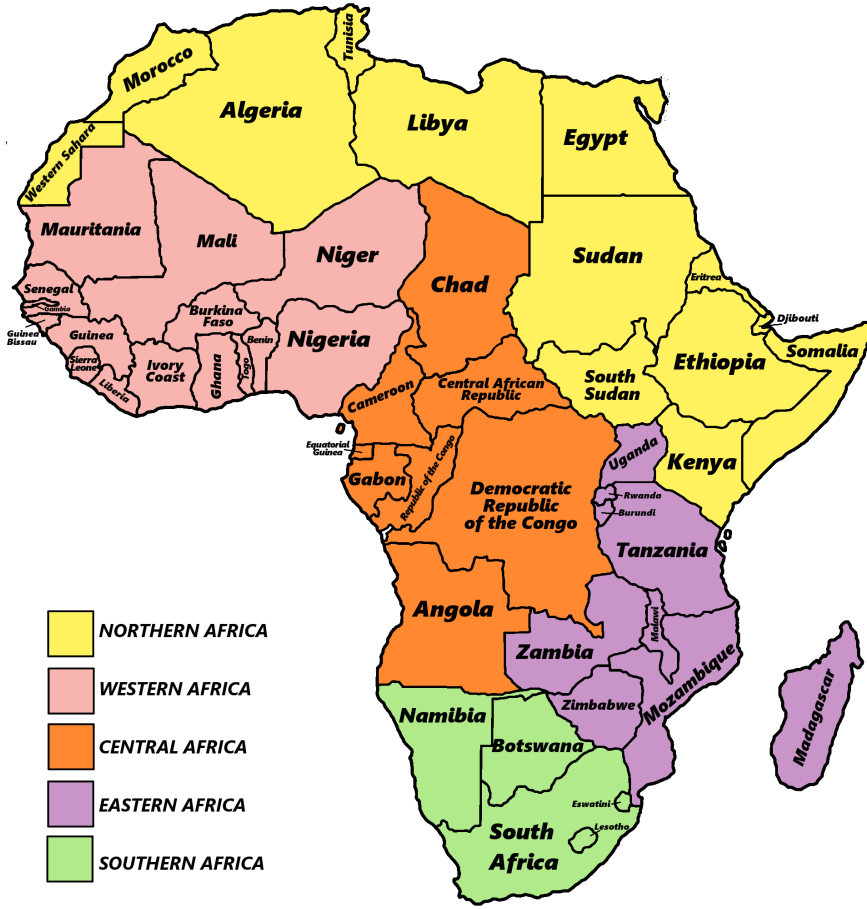 Tunisia
Morocco
Algeria
Libya
Egypt
Western Sahara
Mauritania
Mali
Niger
Chad
Sudan
Eritrea
Djibouti
Senegal
Gambia
Guinea
Bissau
Guinea
Sierra
Leone
Liberia
Ivory
Coast
Burkina
Faso
Ghana
Togo
Benin
Nigeria
Cameroon
Central African
Republic
South
Sudan
Ethiopia
Somalia
Equatorial
Guinea
Gabon
Republic of the Congo
Democratic
Republic
of the Congo
Uganda
Kenya
Rwanda
Burundi
Tanzania
Angola
Zambia
Malawi
Mozambique
Zimbabwe
Madagascar
Namibia
Botswana
Eswatini
Lesotho
South
Africa
NORTHERN AFRICA
WESTERN AFRICA
CENTRAL AFRICA
EASTERN AFRICA
SOUTHERN AFRICA